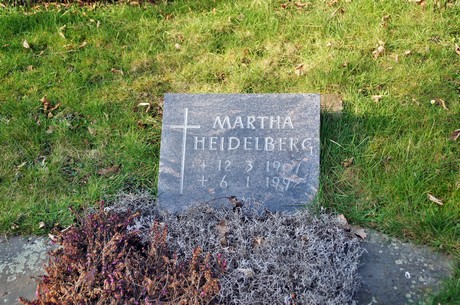 MARTHA
HEIDELBERG
* 12 3
† 6 1